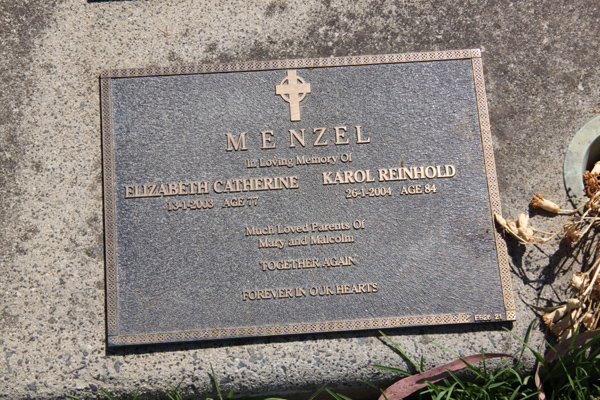 MENZEL
In Loving Memory Of
ELIZABETH CATHERINE KAROL REINHOLD
13-1-2003 AGE 77 26-1-2004 AGE 84
Much Loved Parents Of
Mary and Malcolm
'TOGETHER AGAIN'
FOREVER IN OUR HEARTS